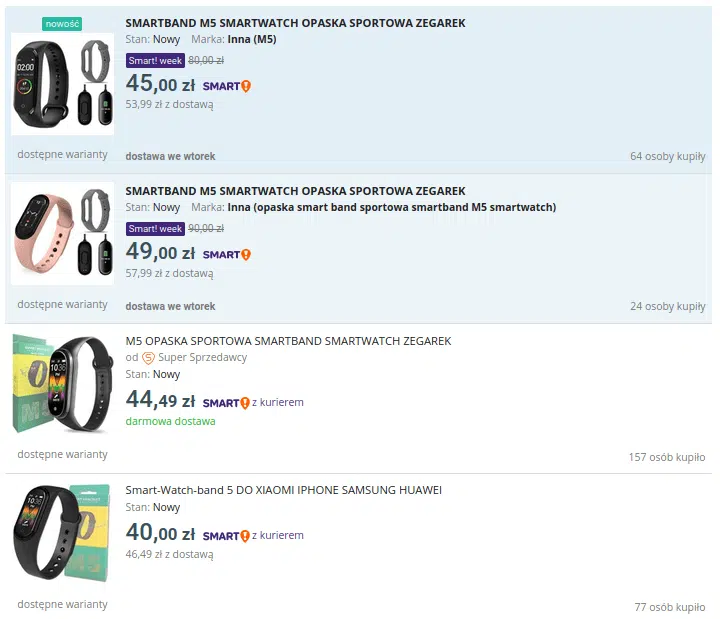 nowość
SMARTBAND M5 SMARTWATCH OPASKA SPORTOWA ZEGAREK
Stan: Nowy Marka: Inna (M5)
Smart! week 80,00 zł
45,00 zł SMART!
53,99 zł z dostawą
dostępne warianty
dostawa we wtorek
64 osoby kupiły
SMARTBAND M5 SMARTWATCH OPASKA SPORTOWA ZEGAREK
Stan: Nowy Marka: Inna (opaska smart band sportowa smartband M5 smartwatch)
Smart! week 90,00 zł
49,00 zł SMART!
57,99 zł z dostawą
dostępne warianty
dostawa we wtorek
24 osoby kupiły
M5 OPASKA SPORTOWA SMARTBAND SMARTWATCH ZEGAREK
od Super Sprzedawcy
Stan: Nowy
44,49 zł SMART! z kurierem
darmowa dostawa
dostępne warianty
157 osób kupiło
Smart-Watch-band 5 DO XIAOMI IPHONE SAMSUNG HUAWEI
Stan: Nowy
40,00 zł SMART! z kurierem
46,49 zł z dostawą
dostępne warianty
77 osób kupiło